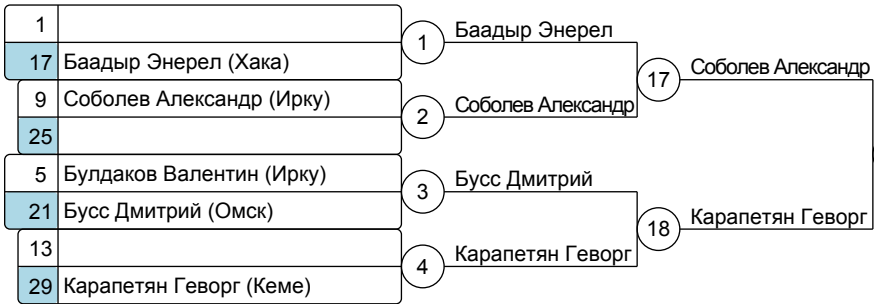 1
17 Баадыр Энерел (Хака)
9 Соболев Александр (Ирку)
25
5 Булдаков Валентин (Ирку)
21 Бусс Дмитрий (Омск)
13
29 Карапетян Геворг (Кеме)
1 Баадыр Энерел
2 Соболев Александр
3 Бусс Дмитрий
4 Карапетян Геворг
17 Соболев Александр
18 Карапетян Геворг